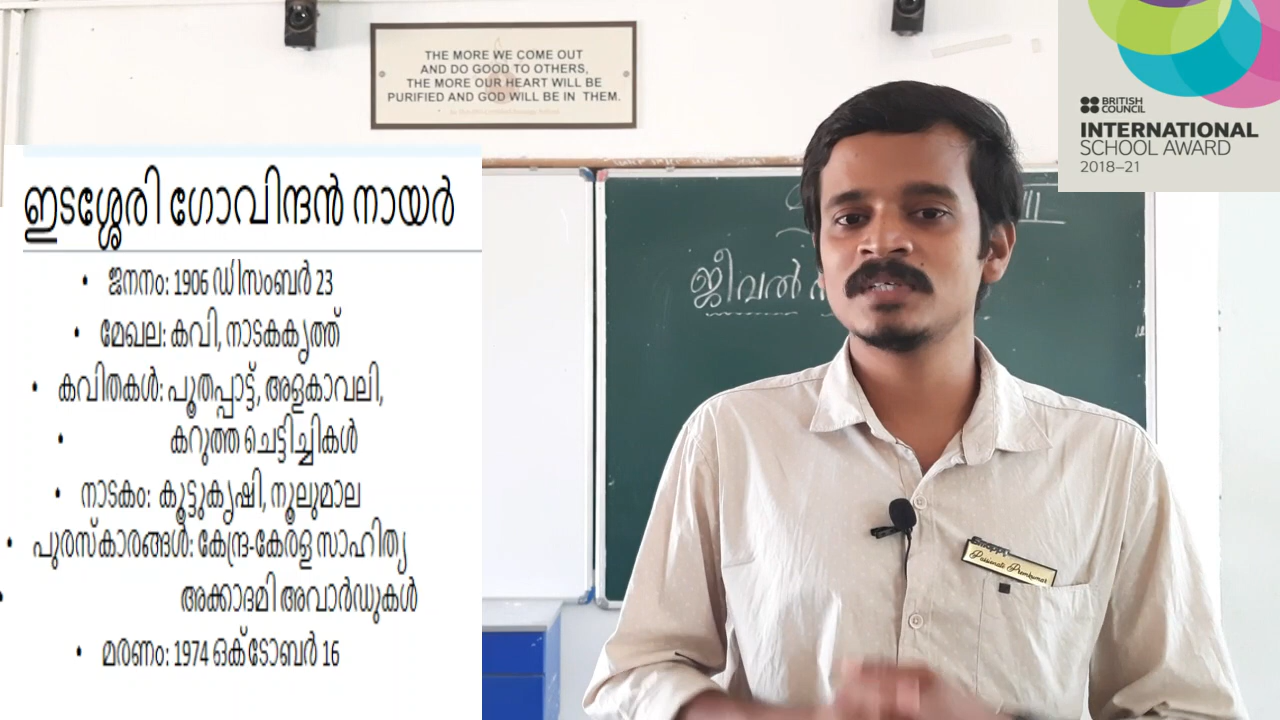 THE MORE WE COME OUT
AND DO GOOD TO OTHERS,
THE MORE OUR HEART WILL BE
PURIFIED AND GOD WILL BE IN THEM.
BRITISH
COUNCIL
INTERNATIONAL
SCHOOL AWARD
2018–21
ഇടശ്ശേരി ഗോവിന്ദൻ നായർ
• ജനനം: 1906 ഡിസംബർ 23
• മേഖല: കവി, നാടകകൃത്ത്
• കവിതകൾ: പൂതപ്പാട്ട്, അളകാവലി,
• കറുത്ത ചെട്ടിച്ചികൾ
• നാടകം: കൂട്ടുകൃഷി, നൂലുമാല
• പുരസ്കാരങ്ങൾ: കേന്ദ്ര-കേരള സാഹിത്യ
• അക്കാദമി അവാർഡുകൾ
• മരണം: 1974 ഒക്ടോബർ 16
ജീവൽ
Passionate Premkumar